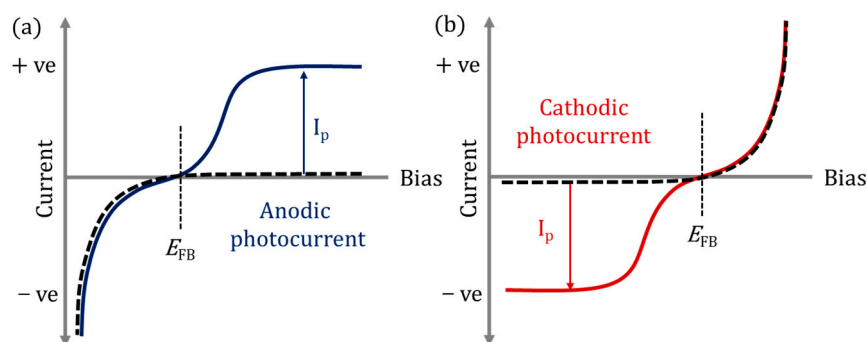 (a)
+ ve
Current
− ve
I_p
Bias
Anodic
photocurrent
E_FB
(b)
+ ve
Current
− ve
Cathodic
photocurrent
I_p
Bias
E_FB